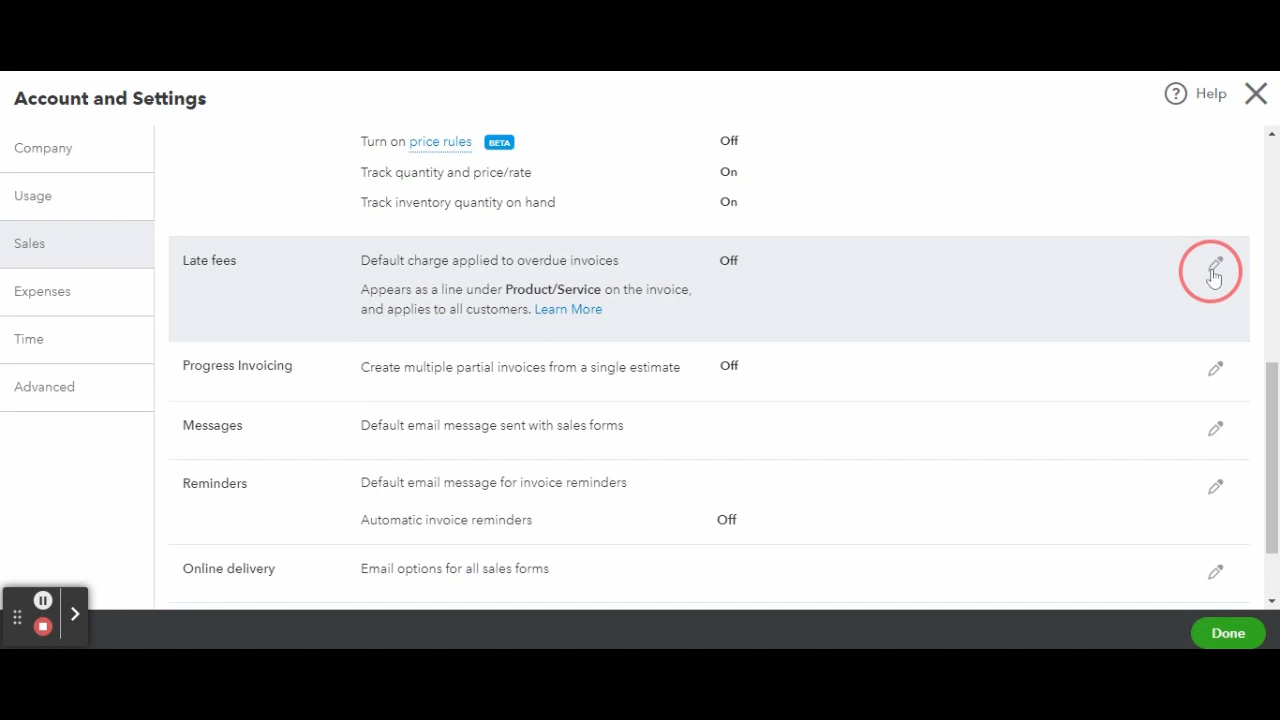 Account and Settings
? Help
Company
Usage
Sales
Expenses
Time
Advanced
Turn on price rules BETA Off
Track quantity and price/rate On
Track inventory quantity on hand On
Late fees Default charge applied to overdue invoices Off
Appears as a line under Product/Service on the invoice,
and applies to all customers. Learn More
Progress Invoicing Create multiple partial invoices from a single estimate Off
Messages Default email message sent with sales forms
Reminders Default email message for invoice reminders
Automatic invoice reminders Off
Online delivery Email options for all sales forms
Done